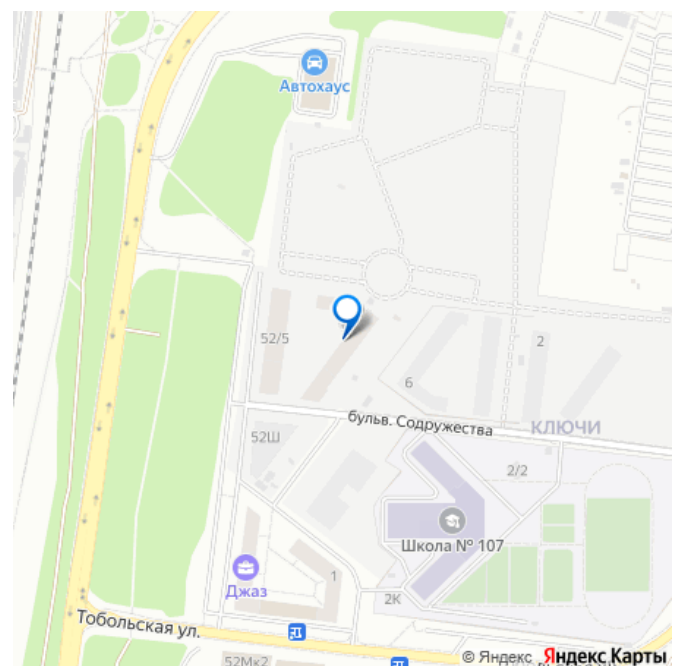 Автохаус
52/5
2
6
бульв. Содружества
КЛЮЧИ
52Ш
2/2
Школа № 107
Джаз
1
2К
Тобольская ул.
52Мк2
© Яндекс Яндекс Карты